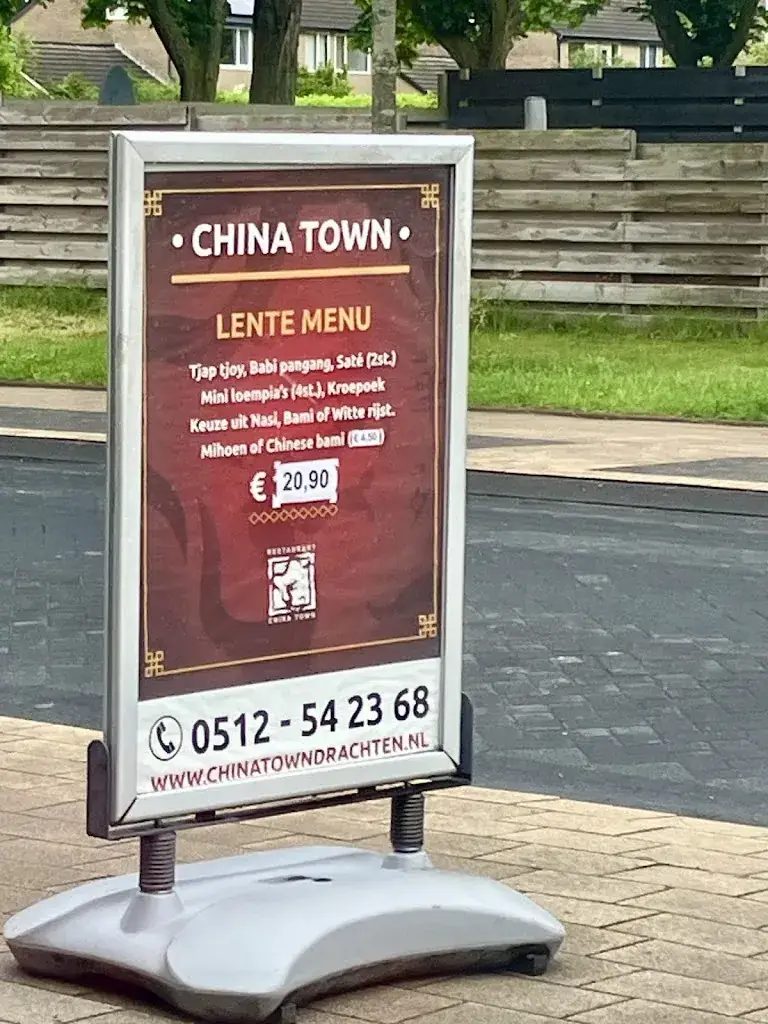 • CHINA TOWN •
LENTE MENU
Tjap tjoy, Babi pangang, Saté (2st.)
Mini loempia's (4st.), Kroepoek
Keuze uit Nasi, Bami of Witte rijst.
Mihoen of Chinese bami (€ 4,50)
€ 20,90
RESTAURANT
CHINA TOWN
0512 - 54 23 68
WWW.CHINATOWNDRACHTEN.NL